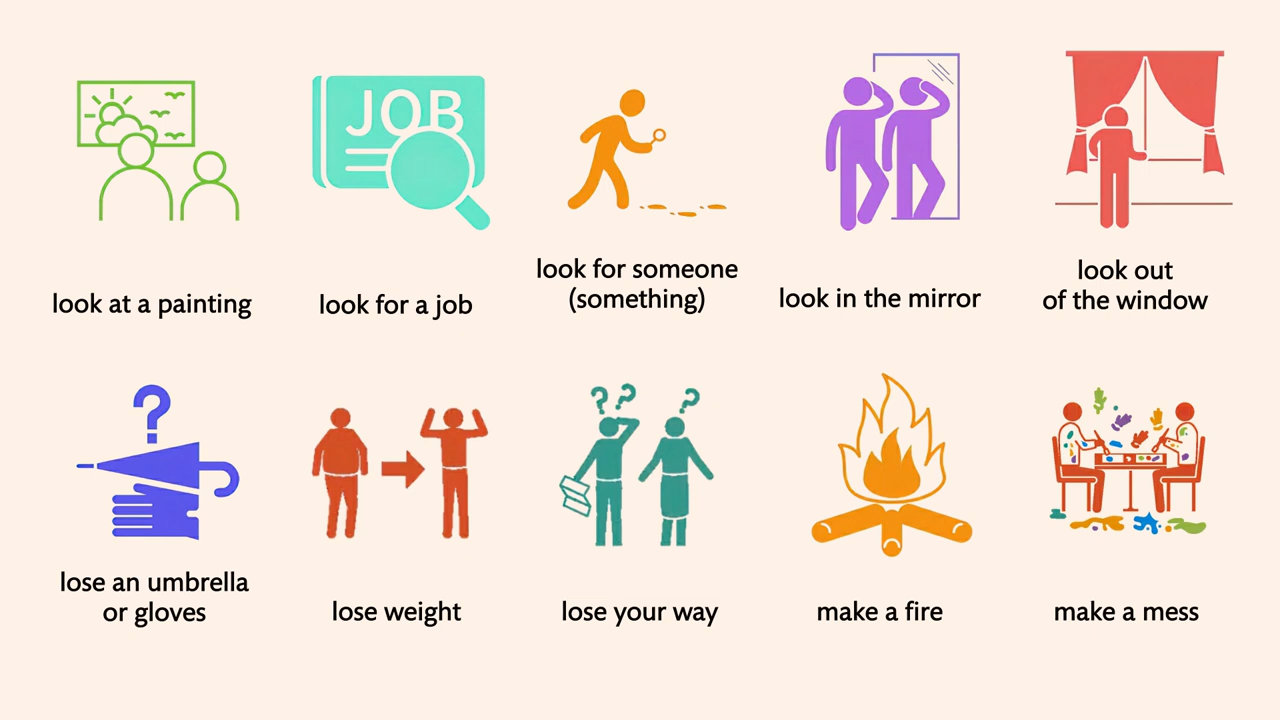 JOB
look at a painting
look for a job
look for someone
(something)
look in the mirror
look out
of the window
?
? ?
?
lose an umbrella
or gloves
lose weight
lose your way
make a fire
make a mess